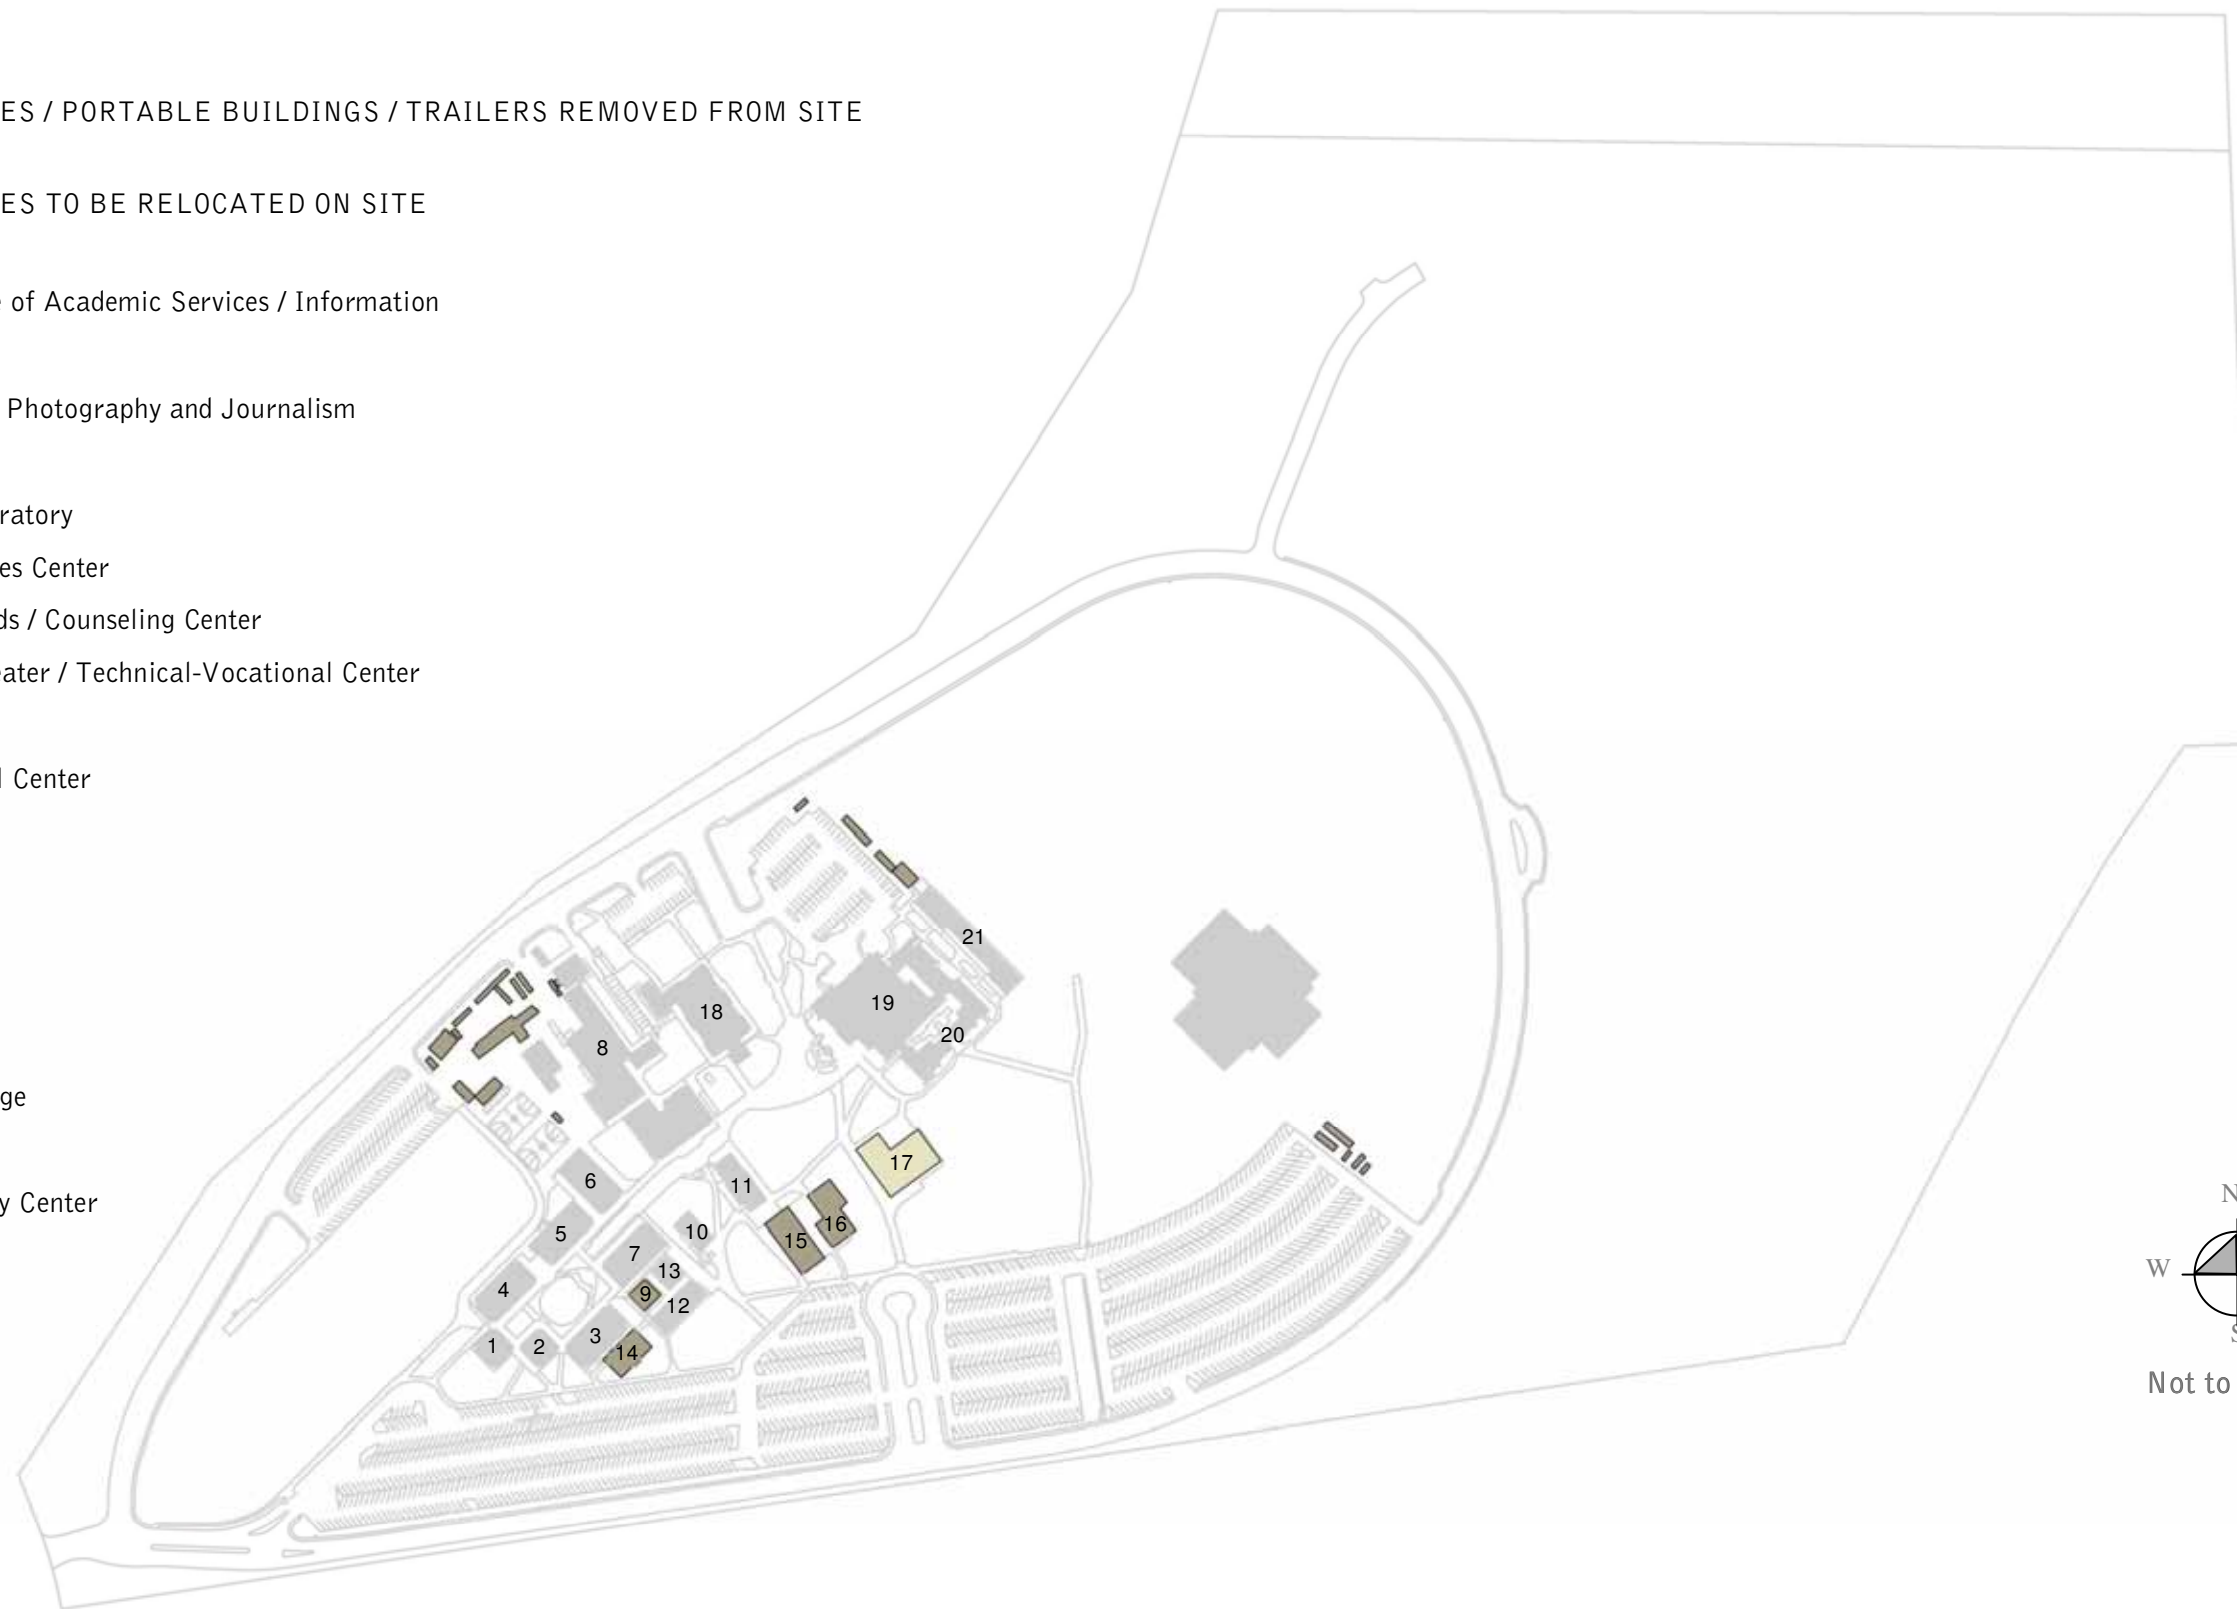 ES / PORTABLE BUILDINGS / TRAILERS REMOVED FROM SITE
ES TO BE RELOCATED ON SITE
of Academic Services / Information
Photography and Journalism
ratory
es Center
ds / Counseling Center
eater / Technical-Vocational Center
l Center
ge
y Center
21
19
18
20
8
17
6
11
16
5
10
15
7
13
4
9
12
3
1
2
14
N
W
S
Not to